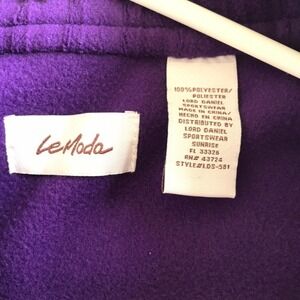 LeModa
100%POLYESTER/
POLIESTER
LORD DANIEL
SPORTSWEAR
MADE IN CHINA/
HECHO EN CHINA
DISTRIBUTED BY
LORD DANIEL
SPORTSWEAR
SUNRISE
FL 33325
RN# 43724
STYLE#LDS-581